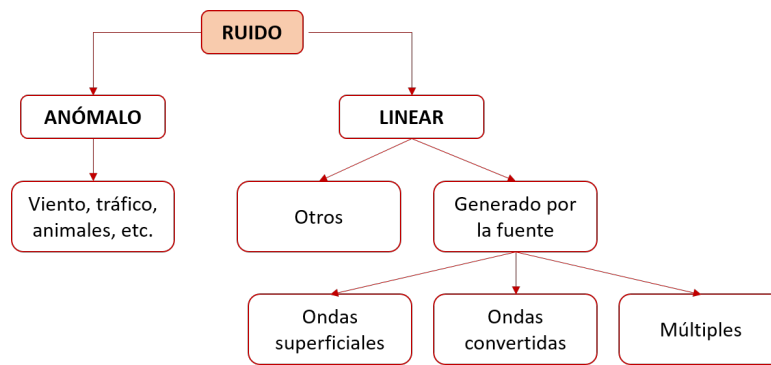 RUIDO
ANÓMALO
LINEAR
Viento, tráfico,
animales, etc.
Otros
Generado por
la fuente
Ondas
superficiales
Ondas
convertidas
Múltiples